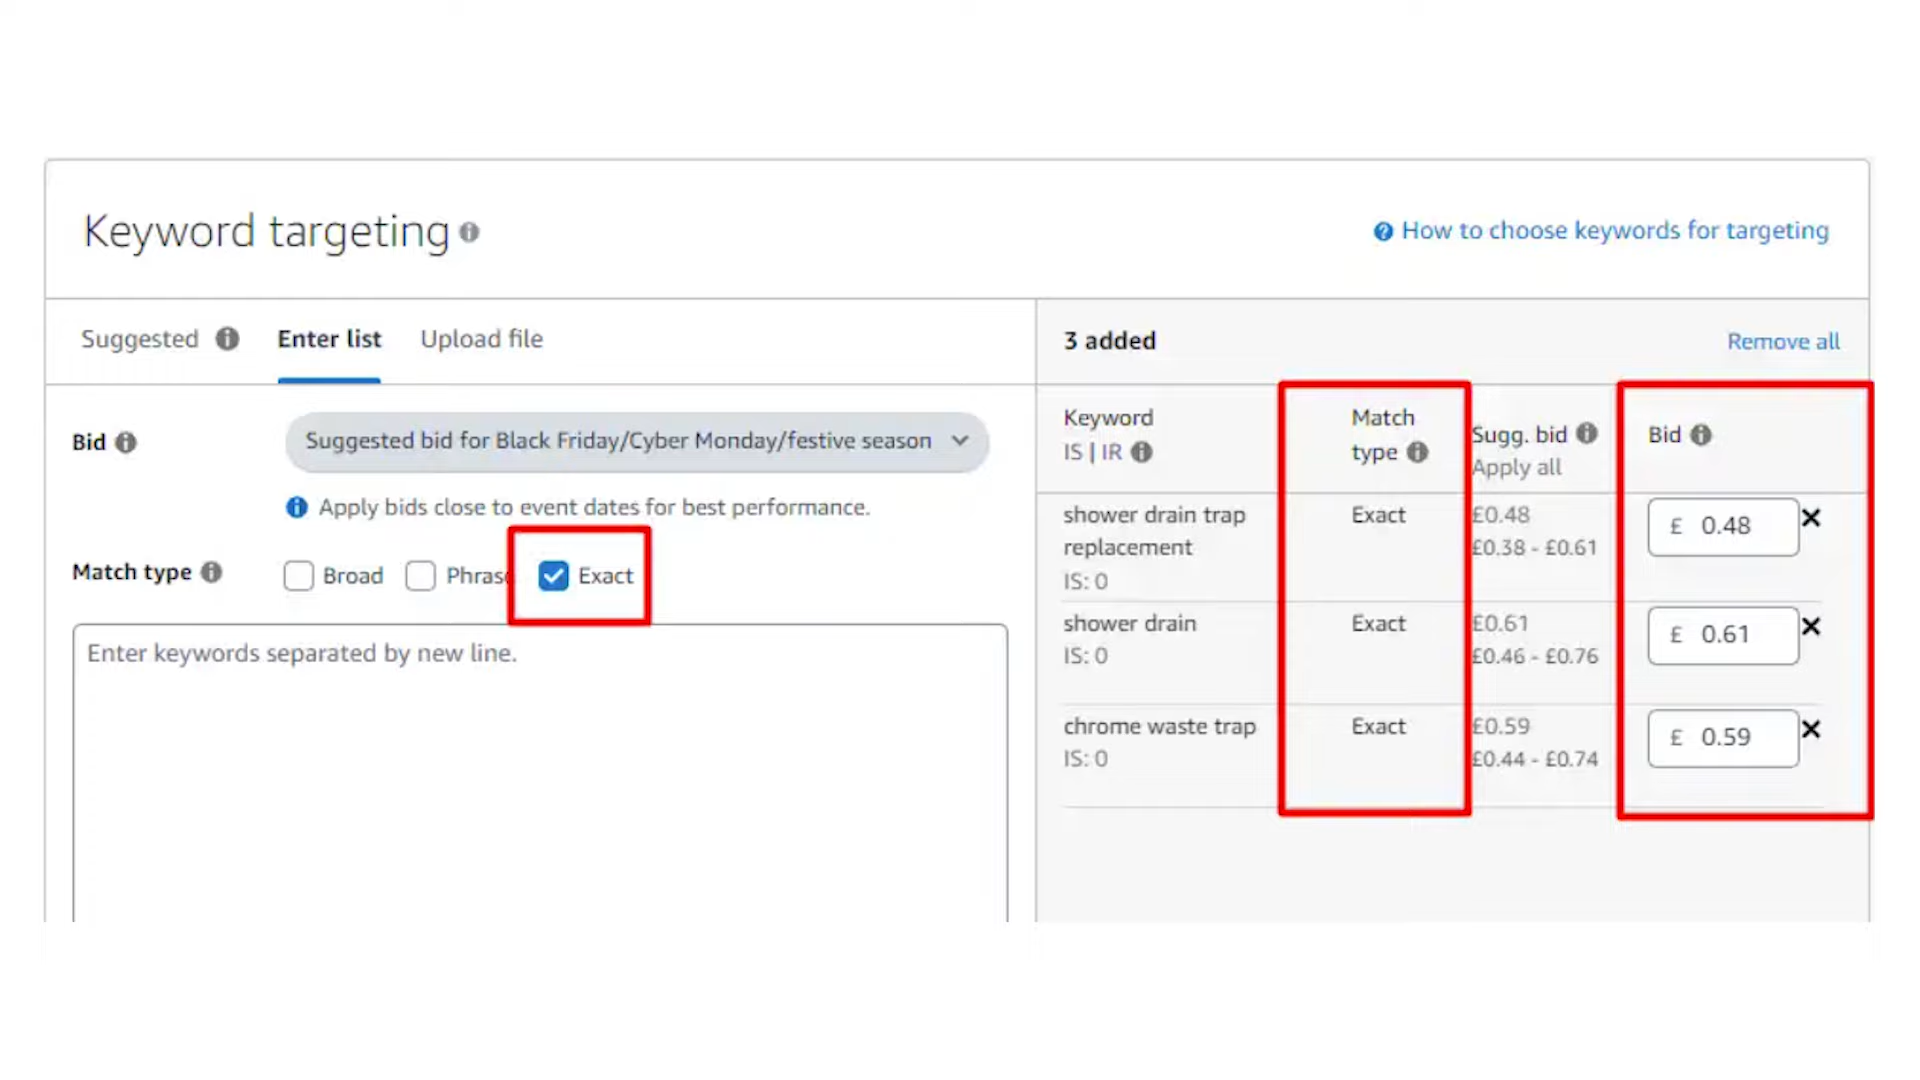 Keyword targeting
How to choose keywords for targeting
Suggested Enter list Upload file
3 added Remove all
Bid Suggested bid for Black Friday/Cyber Monday/festive season
Apply bids close to event dates for best performance.
Match type Broad Phrase Exact
Enter keywords separated by new line.
Keyword
IS | IR
Match
type
Sugg. bid
Apply all
Bid
shower drain trap
replacement
IS: 0
Exact
£0.48
£0.38 - £0.61
£ 0.48
shower drain
IS: 0
Exact
£0.61
£0.46 - £0.76
£ 0.61
chrome waste trap
IS: 0
Exact
£0.59
£0.44 - £0.74
£ 0.59